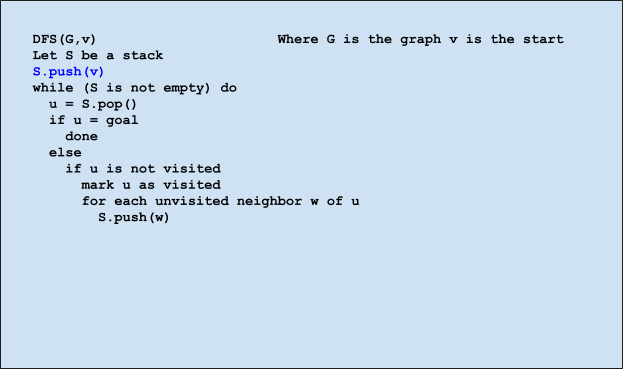 DFS(G,v) Where G is the graph v is the start
Let S be a stack
S.push(v)
while (S is not empty) do
u = S.pop()
if u = goal
done
else
if u is not visited
mark u as visited
for each unvisited neighbor w of u
S.push(w)